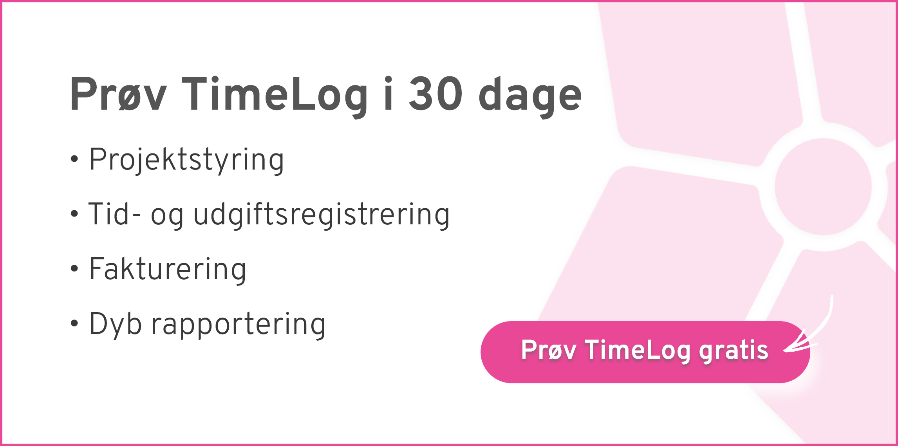 Prøv TimeLog i 30 dage
• Projektstyring
• Tid- og udgiftsregistrering
• Fakturering
• Dyb rapportering
Prøv TimeLog gratis